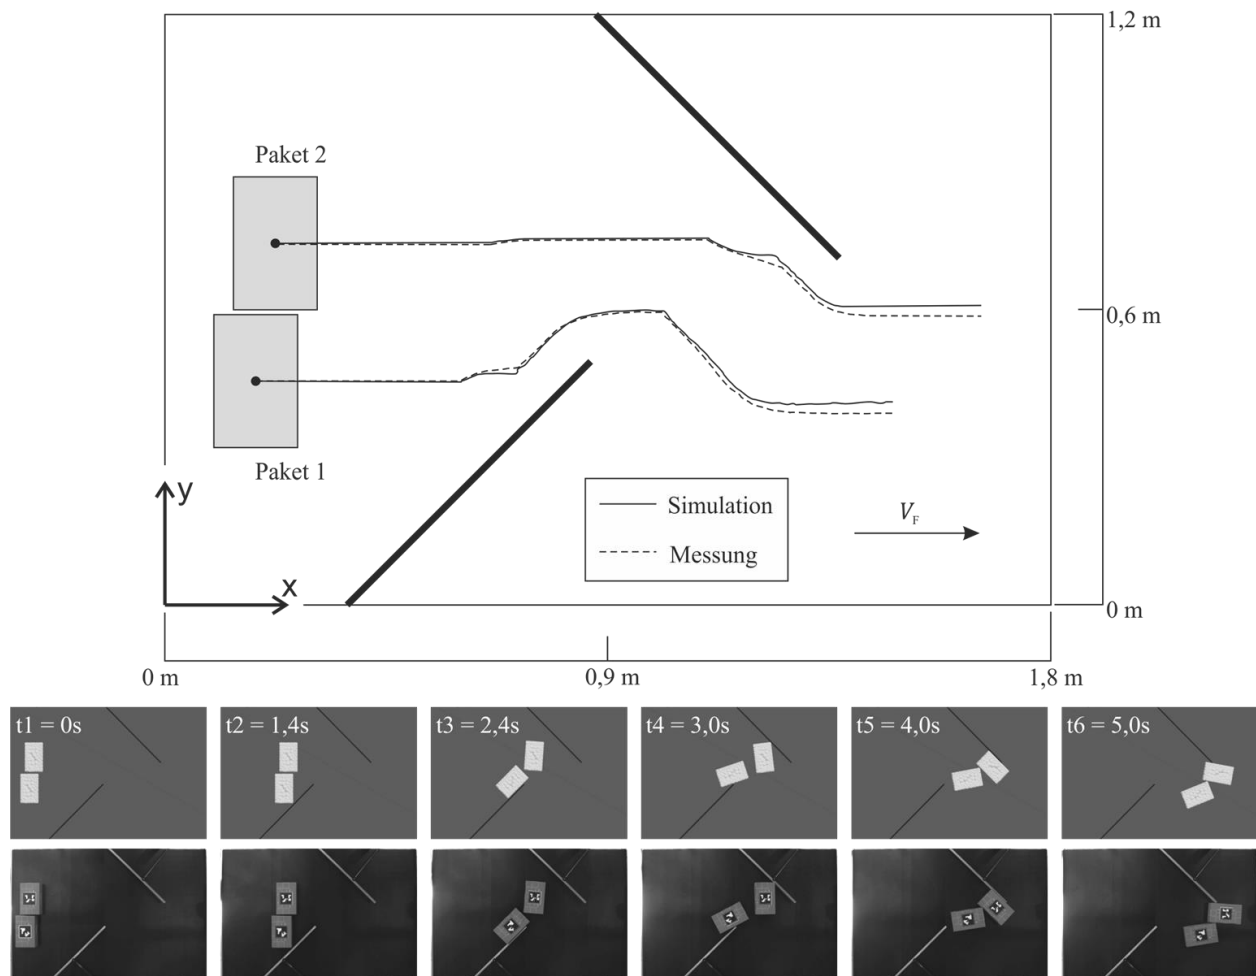 1,2 m
Paket 2
0,6 m
Paket 1
y
Simulation
V_F
Messung
x
0 m
0 m
0,9 m
1,8 m
t1 = 0s
t2 = 1,4s
t3 = 2,4s
t4 = 3,0s
t5 = 4,0s
t6 = 5,0s